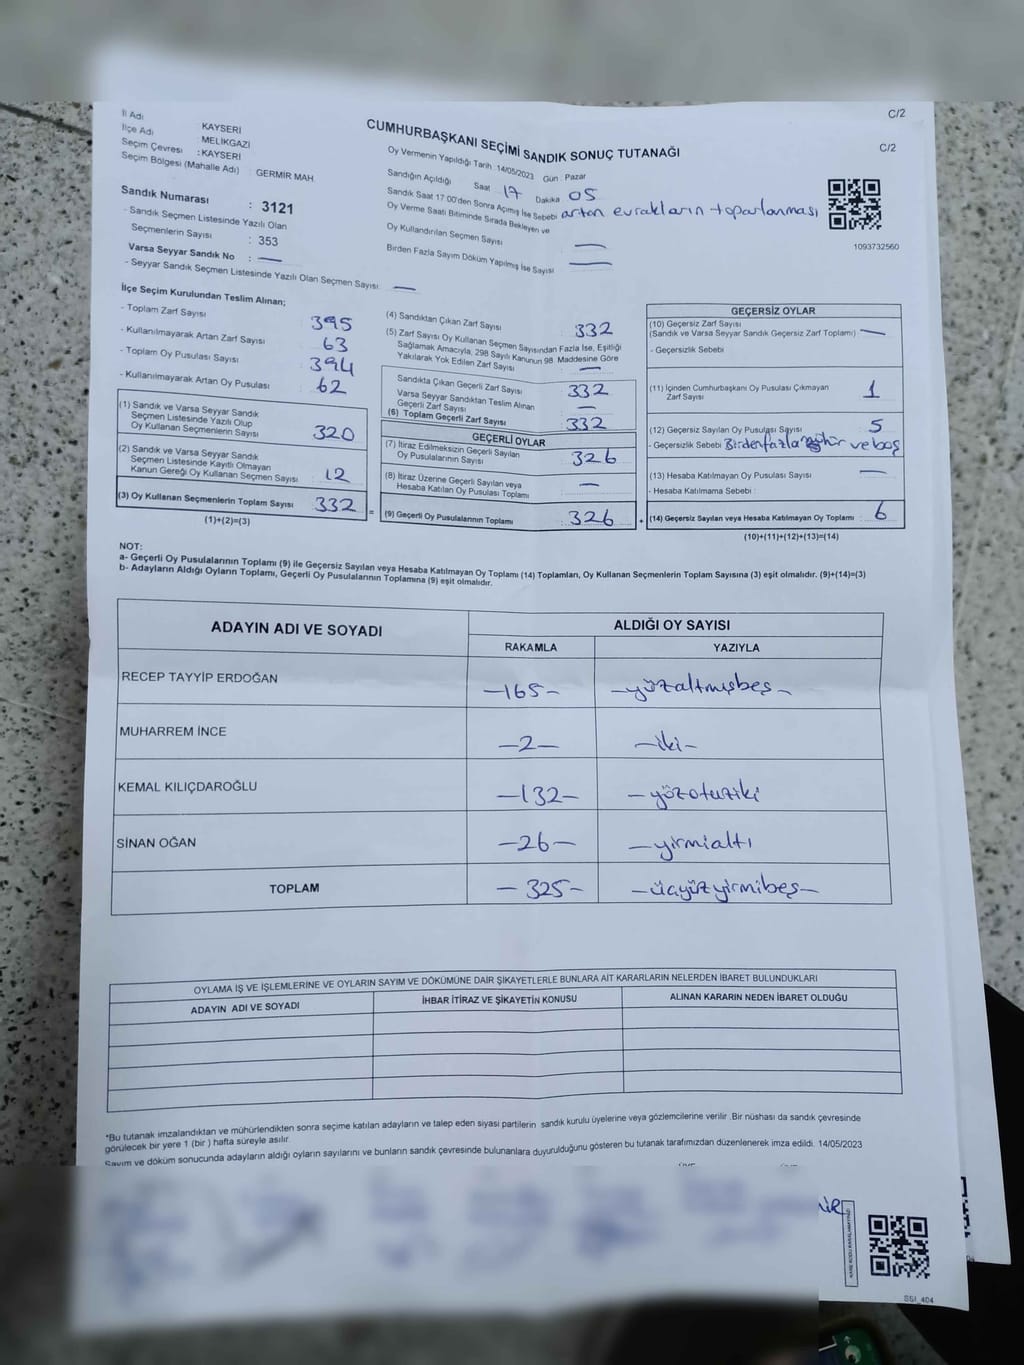 C/2
C/2
İl Adı KAYSERİ
İlçe Adı MELİKGAZİ
Seçim Çevresi : KAYSERİ
Seçim Bölgesi (Mahalle Adı) : GERMİR MAH
Sandık Numarası : 3121
- Sandık Seçmen Listesinde Yazılı Olan
Seçmenlerin Sayısı : 353
Varsa Seyyar Sandık No : —
- Seyyar Sandık Seçmen Listesinde Yazılı Olan Seçmen Sayısı: —
CUMHURBAŞKANI SEÇİMİ SANDIK SONUÇ TUTANAĞI
Oy Vermenin Yapıldığı Tarih :14/05/2023 Gün : Pazar
Sandığın Açıldığı Saat 17 Dakika 05
Sandık Saat 17 00'den Sonra Açımış İse Sebebi artan evrakların toparlanması
Oy Verme Saati Bitiminde Sırada Bekleyen ve
Oy Kullandırılan Seçmen Sayısı —
Birden Fazla Sayım Döküm Yapılmış İse Sayısı —
1093732560
İlçe Seçim Kurulundan Teslim Alınan;
- Toplam Zarf Sayısı : 395
- Kullanılmayarak Artan Zarf Sayısı : 63
- Toplam Oy Pusulası Sayısı : 394
- Kullanılmayarak Artan Oy Pusulası : 62
(1) Sandık ve Varsa Seyyar Sandık
Seçmen Listesinde Yazılı Olup
Oy Kullanan Seçmenlerin Sayısı 320
(2) Sandık ve Varsa Seyyar Sandık
Seçmen Listesinde Kayıtlı Olmayan
Kanun Gereği Oy Kullanan Seçmen Sayısı : 12
(3) Oy Kullanan Seçmenlerin Toplam Sayısı : 332
(1)+(2)=(3)
(4) Sandıktan Çıkan Zarf Sayısı : 332
(5) Zarf Sayısı Oy Kullanan Seçmen Sayısından Fazla İse, Eşitliği
Sağlamak Amacıyla, 298 Sayılı Kanunun 98. Maddesine Göre
Yakılarak Yok Edilen Zarf Sayısı : —
Sandıkta Çıkan Geçerli Zarf Sayısı : 332
Varsa Seyyar Sandıktan Teslim Alınan
Geçerli Zarf Sayısı : —
(6) Toplam Geçerli Zarf Sayısı : 332
GEÇERLİ OYLAR
(7) İtiraz Edilmeksizin Geçerli Sayılan
Oy Pusulalarının Sayısı : 326
(8) İtiraz Üzerine Geçerli Sayılan veya
Hesaba Katılan Oy Pusulası Toplamı : —
= (9) Geçerli Oy Pusulalarının Toplamı : 326
GEÇERSİZ OYLAR
(10) Geçersiz Zarf Sayısı
(Sandık ve Varsa Seyyar Sandık Geçersiz Zarf Toplamı) : —
- Geçersizlik Sebebi :
(11) İçinden Cumhurbaşkanı Oy Pusulası Çıkmayan
Zarf Sayısı : 1
(12) Geçersiz Sayılan Oy Pusulası Sayısı : 5
- Geçersizlik Sebebi Birden fazla mühür ve boş
(13) Hesaba Katılmayan Oy Pusulası Sayısı : —
- Hesaba Katılmama Sebebi :
+ (14) Geçersiz Sayılan veya Hesaba Katılmayan Oy Toplamı : 6
(10)+(11)+(12)+(13)=(14)
NOT:
a- Geçerli Oy Pusulalarının Toplamı (9) ile Geçersiz Sayılan veya Hesaba Katılmayan Oy Toplamı (14) Toplamları, Oy Kullanan Seçmenlerin Toplam Sayısına (3) eşit olmalıdır. (9)+(14)=(3)
b- Adayların Aldığı Oyların Toplamı, Geçerli Oy Pusulalarının Toplamına (9) eşit olmalıdır.
ADAYIN ADI VE SOYADI ALDIĞI OY SAYISI
RAKAMLA YAZIYLA
RECEP TAYYİP ERDOĞAN —165— —yüzaltmışbeş—
MUHARREM İNCE —2— —iki—
KEMAL KILIÇDAROĞLU —132— —yüzotuziki
SİNAN OĞAN —26— —yirmialtı
TOPLAM —325— —üçyüzyirmibeş—
OYLAMA İŞ VE İŞLEMLERİNE VE OYLARIN SAYIM VE DÖKÜMÜNE DAİR ŞİKAYETLERLE BUNLARA AİT KARARLARIN NELERDEN İBARET BULUNDUKLARI
ADAYIN ADI VE SOYADI İHBAR İTİRAZ VE ŞİKAYETİN KONUSU ALINAN KARARIN NEDEN İBARET OLDUĞU
*Bu tutanak imzalandıktan ve mühürlendikten sonra seçime katılan adayların ve talep eden siyasi partilerin sandık kurulu üyelerine veya gözlemcilerine verilir .Bir nüshası da sandık çevresinde
görülecek bir yere 1 (bir ) hafta süreyle asılır.
Sayım ve döküm sonucunda adayların aldığı oyların sayılarını ve bunların sandık çevresinde bulunanlara duyurulduğunu gösteren bu tutanak tarafımızdan düzenlenerek imza edildi. 14/05/2023
SSI_404